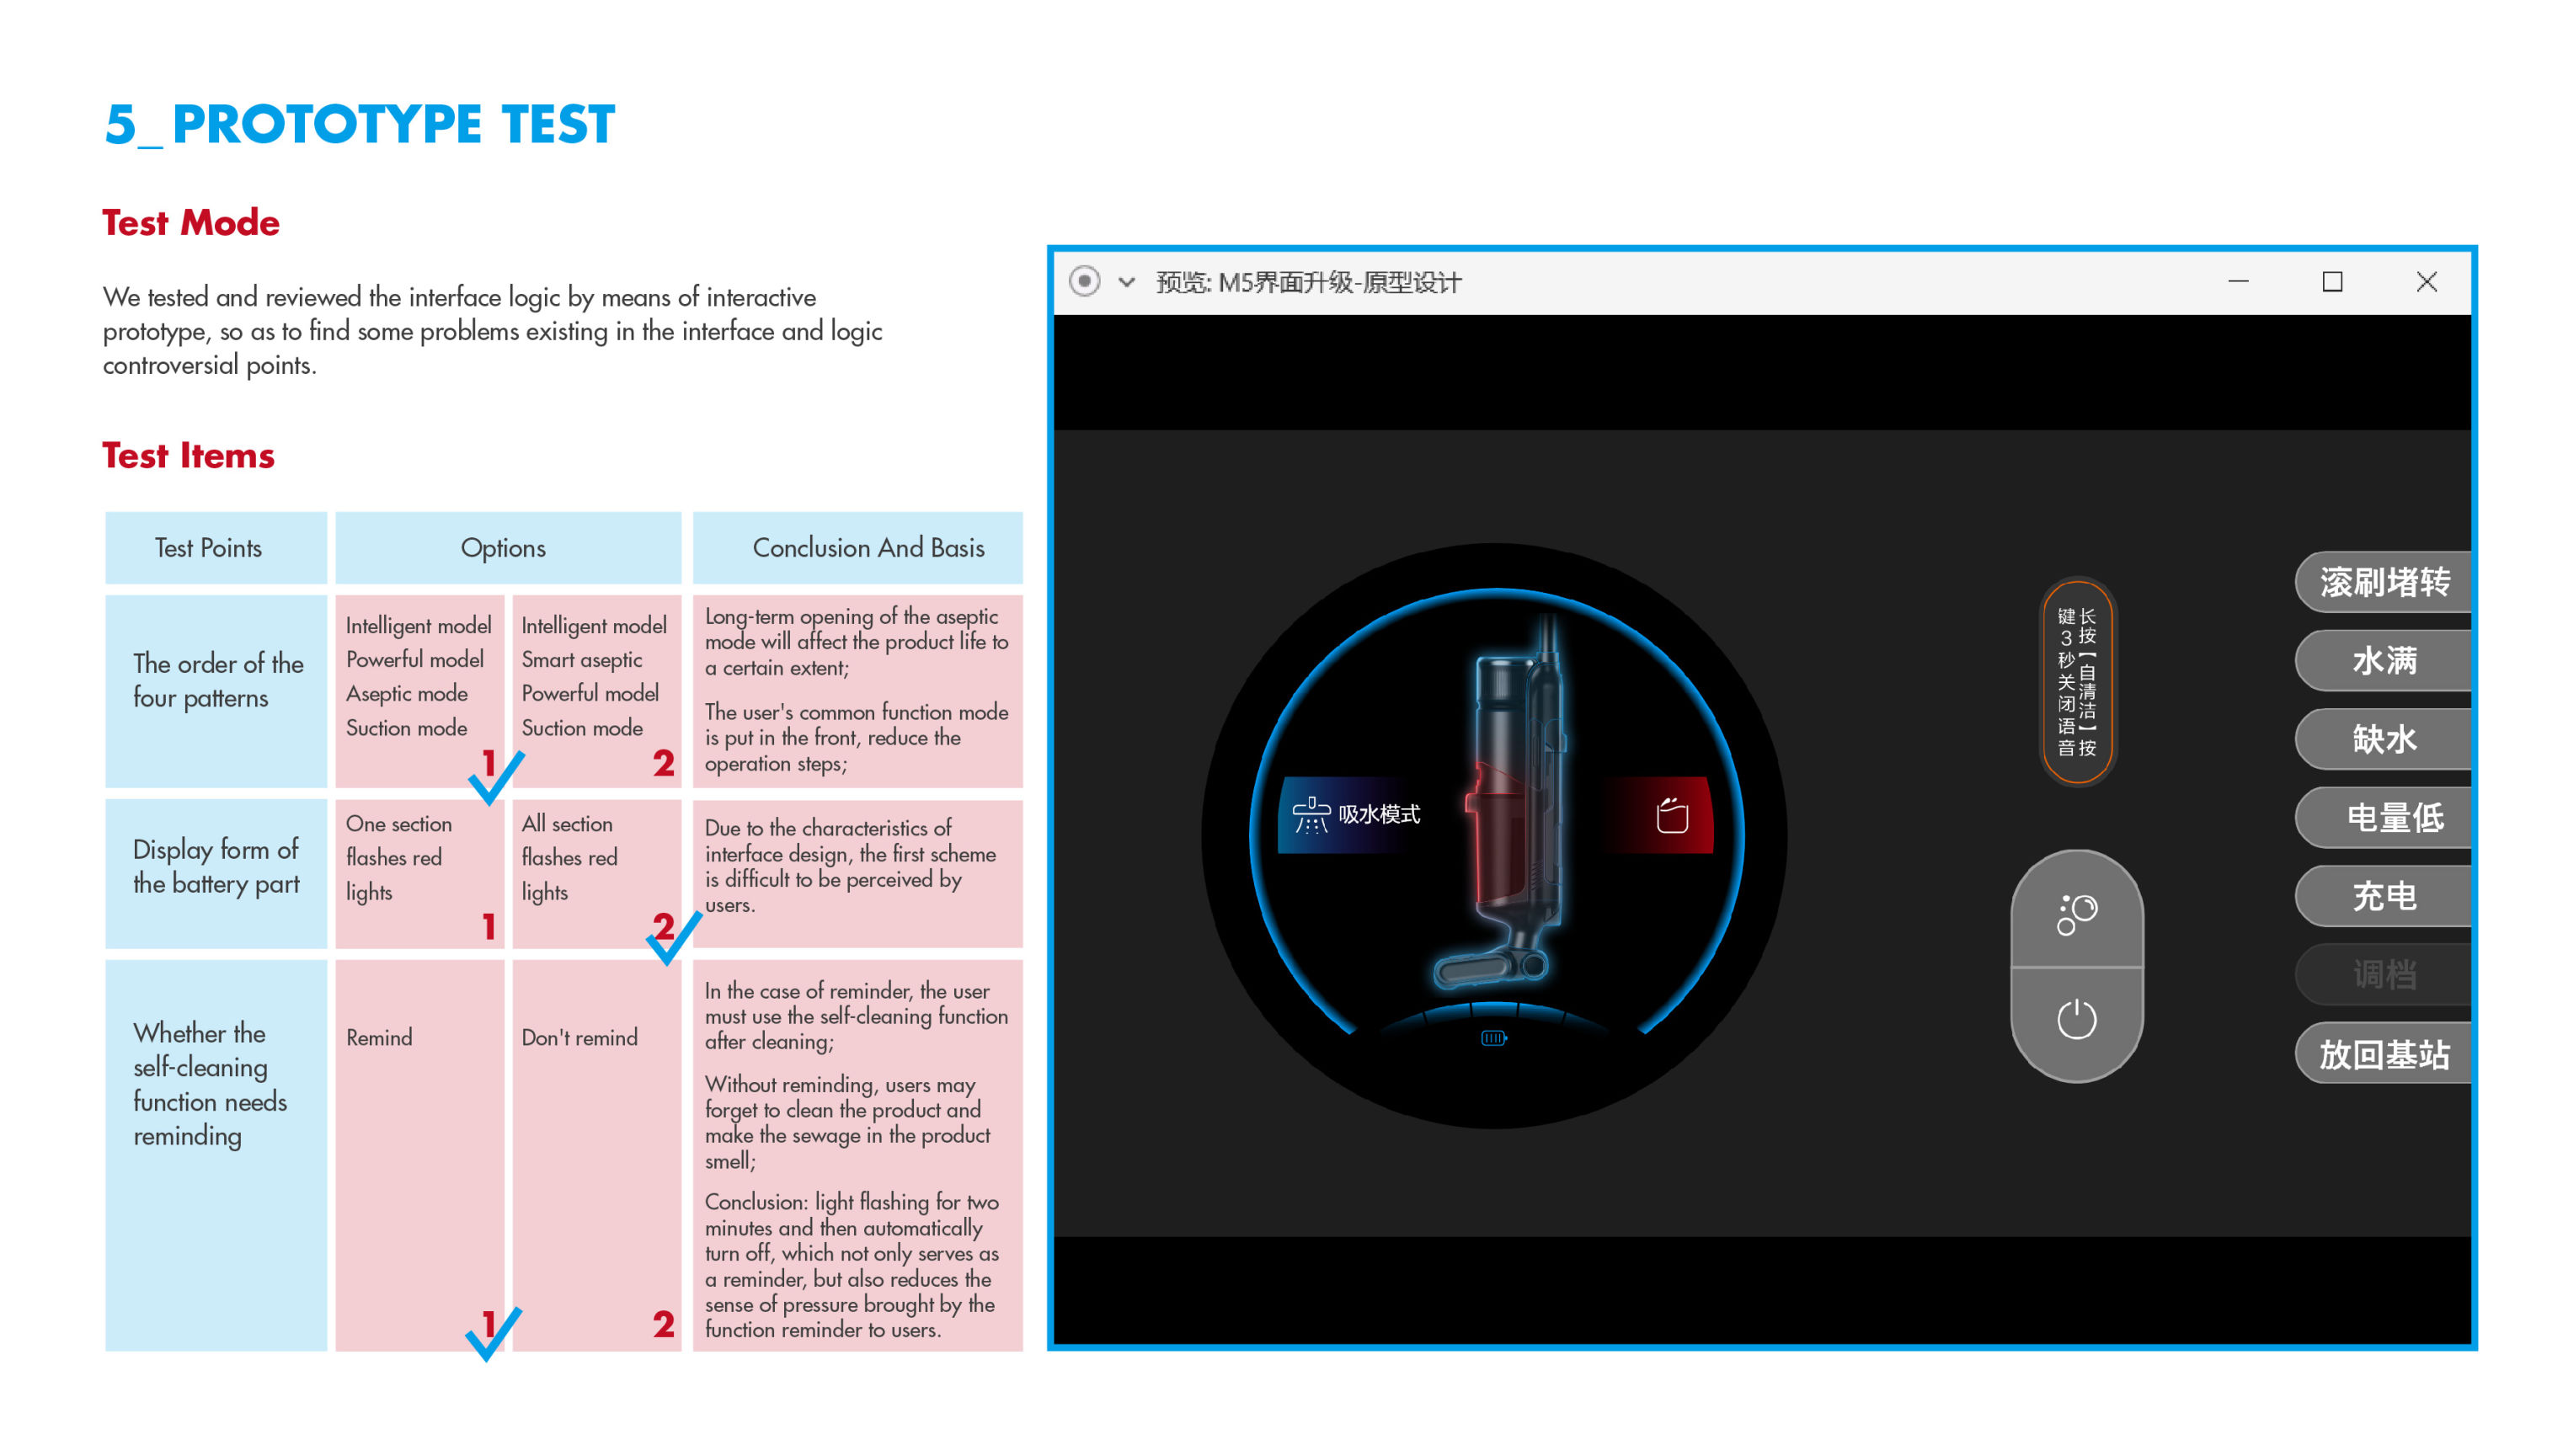 5_ PROTOTYPE TEST
Test Mode
We tested and reviewed the interface logic by means of interactive
prototype, so as to find some problems existing in the interface and logic
controversial points.
Test Items
Test Points
Options
Conclusion And Basis
The order of the
four patterns
Intelligent model
Powerful model
Aseptic mode
Suction mode
1
Intelligent model
Smart aseptic
Powerful model
Suction mode
2
Long-term opening of the aseptic
mode will affect the product life to
a certain extent;
The user's common function mode
is put in the front, reduce the
operation steps;
Display form of
the battery part
One section
flashes red
lights
1
All section
flashes red
lights
2
Due to the characteristics of
interface design, the first scheme
is difficult to be perceived by
users.
Whether the
self-cleaning
function needs
reminding
Remind
1
Don't remind
2
In the case of reminder, the user
must use the self-cleaning function
after cleaning;
Without reminding, users may
forget to clean the product and
make the sewage in the product
smell;
Conclusion: light flashing for two
minutes and then automatically
turn off, which not only serves as
a reminder, but also reduces the
sense of pressure brought by the
function reminder to users.
预览: M5界面升级-原型设计
吸水模式
长按【自清洁】按
键3秒关闭语音
滚刷堵转
水满
缺水
电量低
充电
调档
放回基站